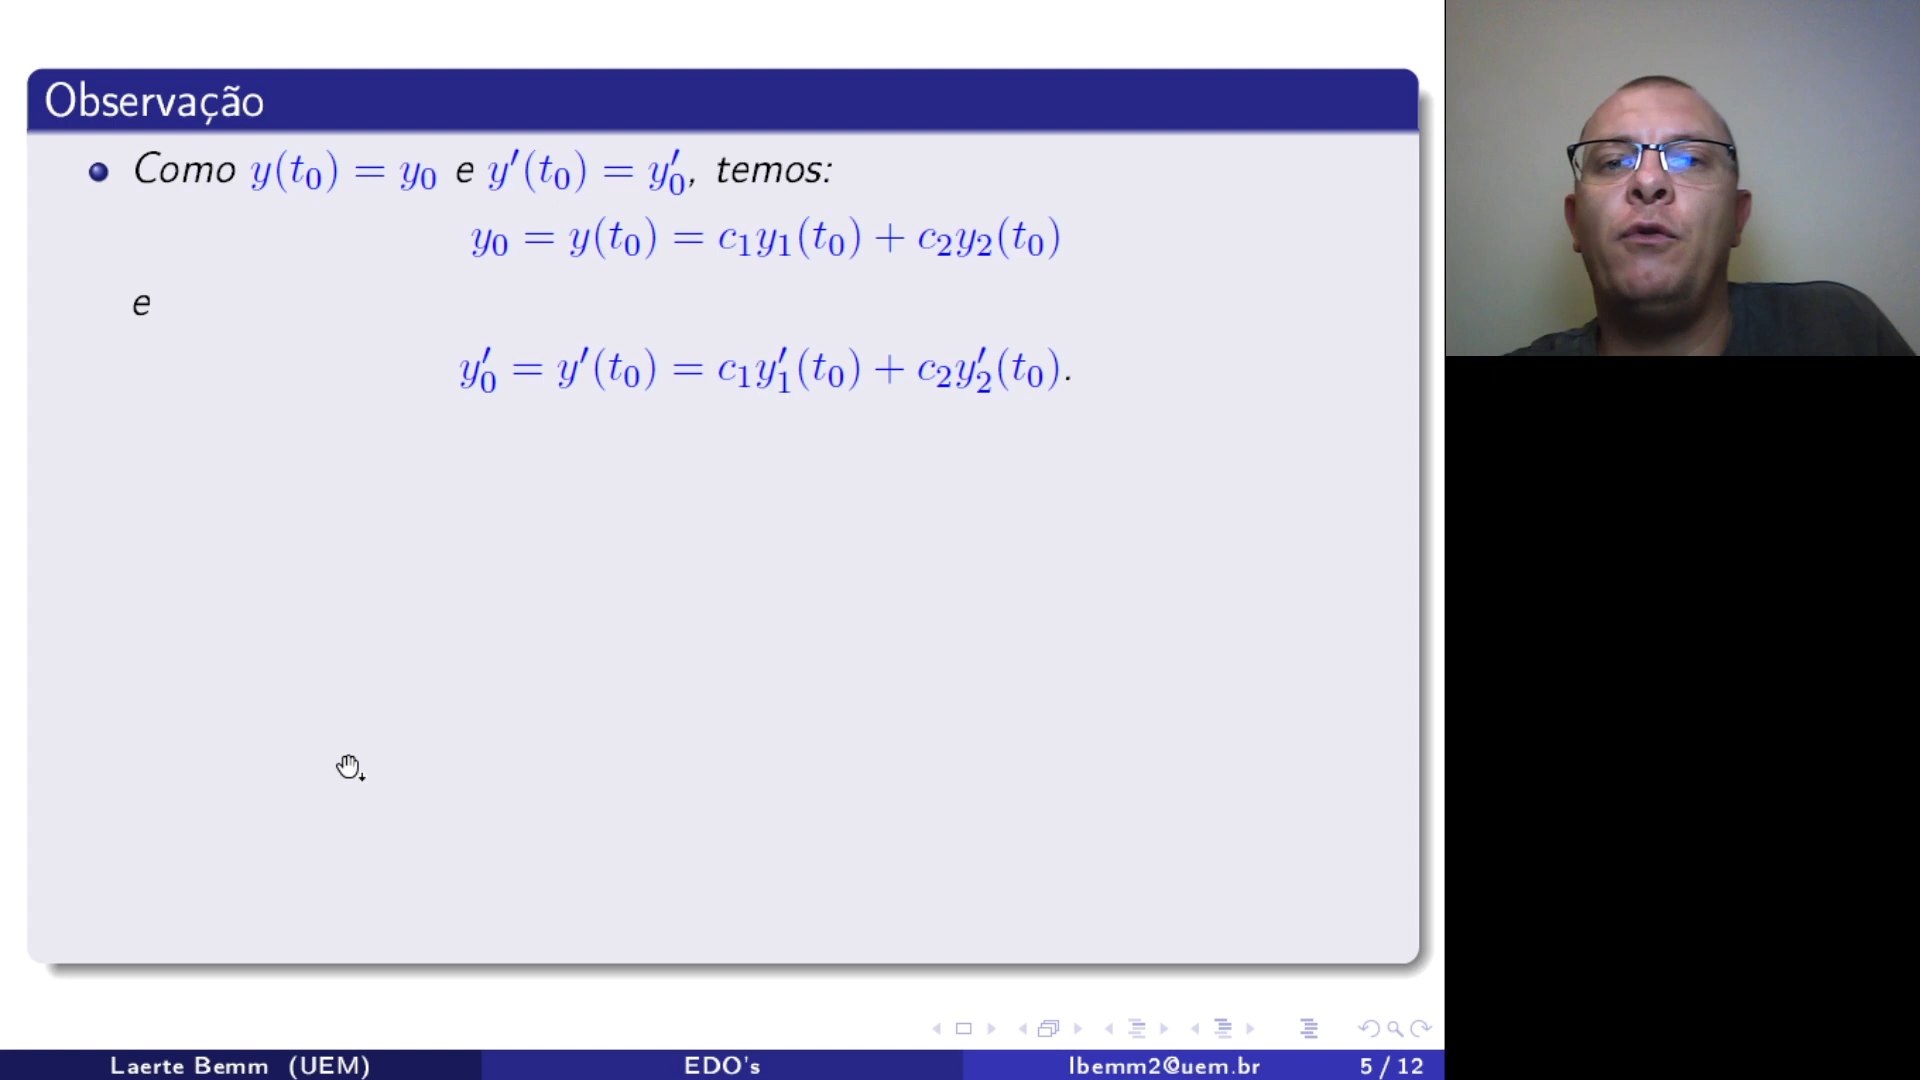 Observação
Como y(t₀) = y₀ e y′(t₀) = y′₀, temos:
y₀ = y(t₀) = c₁y₁(t₀) + c₂y₂(t₀)
e
y′₀ = y′(t₀) = c₁y′₁(t₀) + c₂y′₂(t₀).
Laerte Bemm (UEM) EDO's lbemm2@uem.br 5 / 12